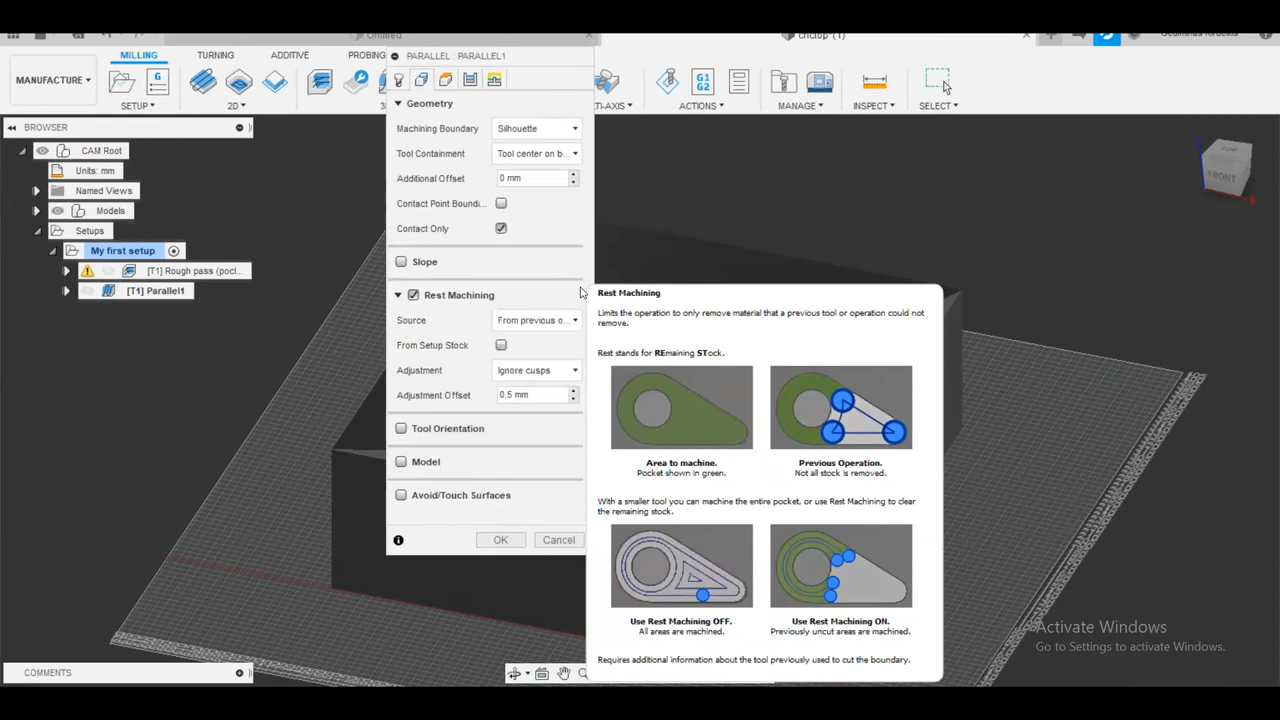 Untitled
MANUFACTURE
MILLING
TURNING
ADDITIVE
PROBING
SETUP
2D
ACTIONS
MANAGE
INSPECT
SELECT
G1
G2
BROWSER
CAM Root
Units: mm
Named Views
Models
Setups
My first setup
[T1] Rough pass (pocl...
[T1] Parallel1
PARALLEL : PARALLEL1
Geometry
Machining Boundary
Silhouette
Tool Containment
Tool center on b...
Additional Offset
0 mm
Contact Point Bound...
Contact Only
Slope
Rest Machining
Source
From previous o...
From Setup Stock
Adjustment
Ignore cusps
Adjustment Offset
0.5 mm
Tool Orientation
Model
Avoid/Touch Surfaces
OK
Cancel
Rest Machining
Limits the operation to only remove material that a previous tool or operation could not
remove.
Rest stands for REmaining STock.
Area to machine.
Pocket shown in green.
Previous Operation.
Not all stock is removed.
With a smaller tool you can machine the entire pocket, or use Rest Machining to clear
the remaining stock.
Use Rest Machining OFF.
All areas are machined.
Use Rest Machining ON.
Previously uncut areas are machined.
Requires additional information about the tool previously used to cut the boundary.
FRONT
Activate Windows
Go to Settings to activate Windows.
COMMENTS